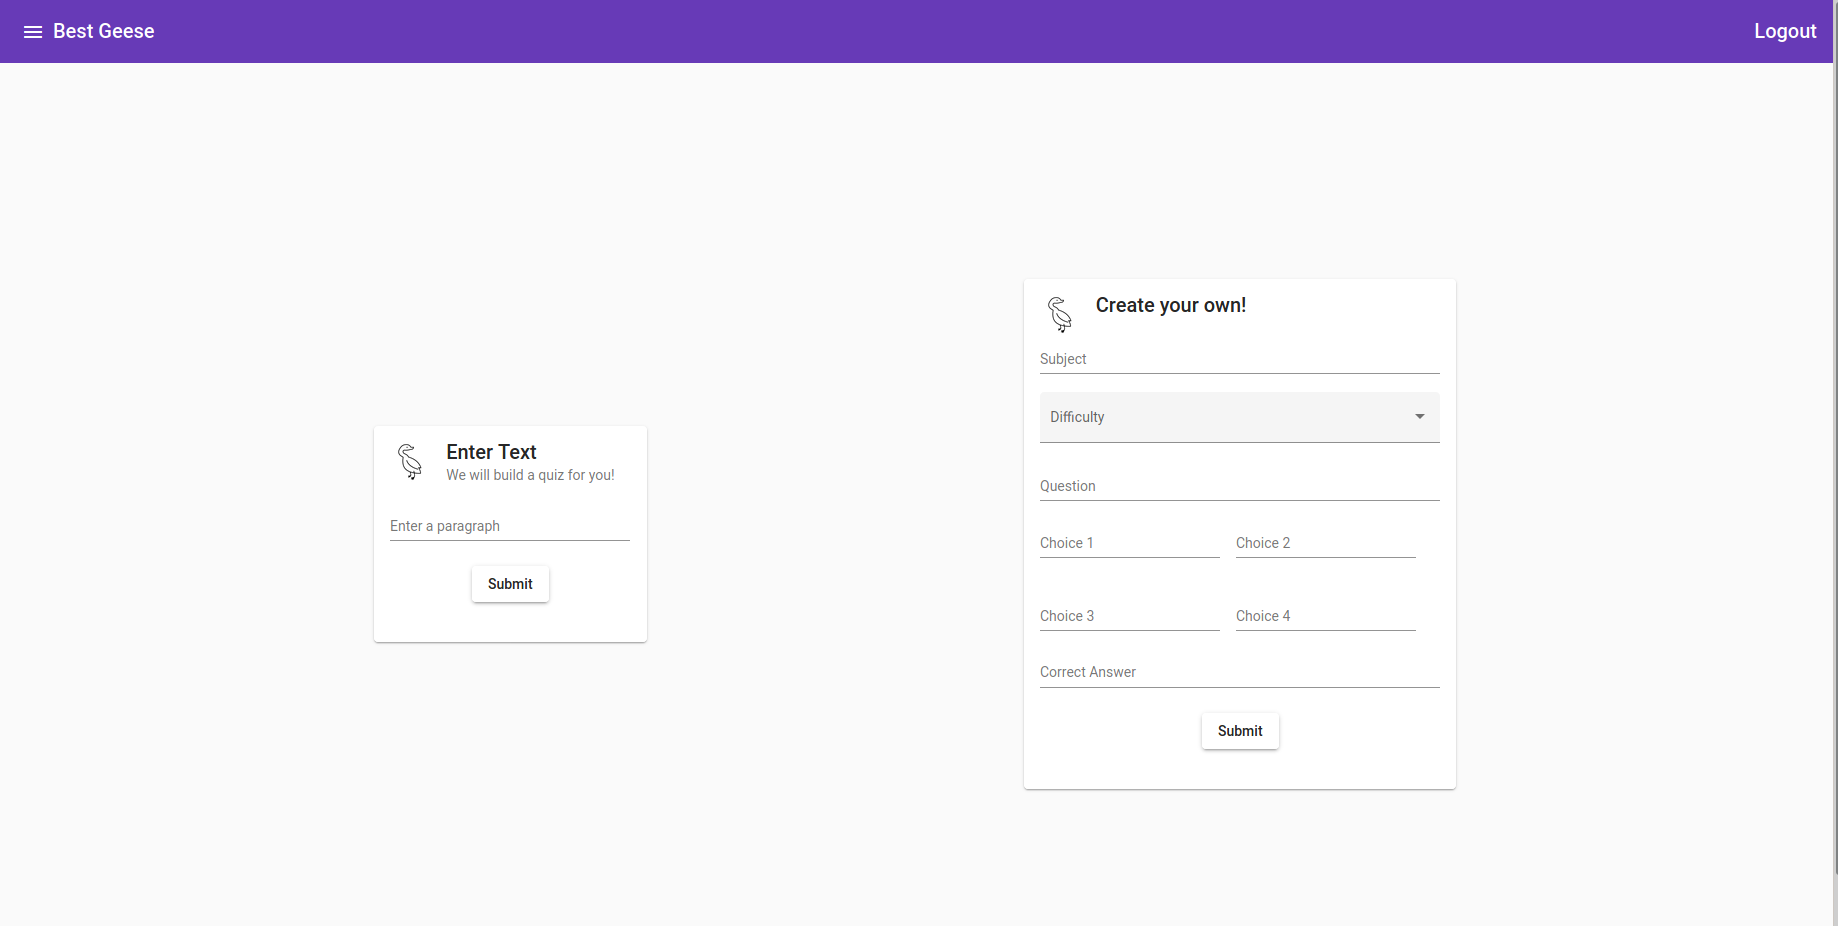 Best Geese
Logout
Enter Text
We will build a quiz for you!
Enter a paragraph
Submit
Create your own!
Subject
Difficulty
Question
Choice 1 Choice 2
Choice 3 Choice 4
Correct Answer
Submit